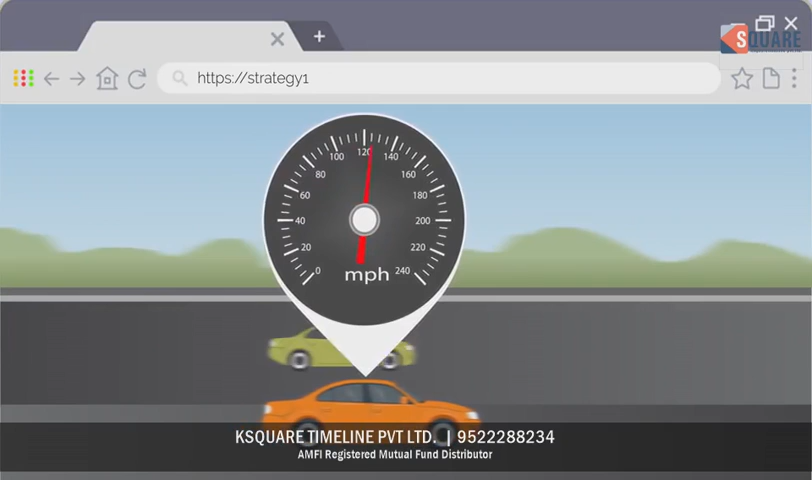 SQUARE
https://strategy1
0
20
40
60
80
100
120
140
160
180
200
220
240
mph
KSQUARE TIMELINE PVT LTD. | 9522288234
AMFI Registered Mutual Fund Distributor